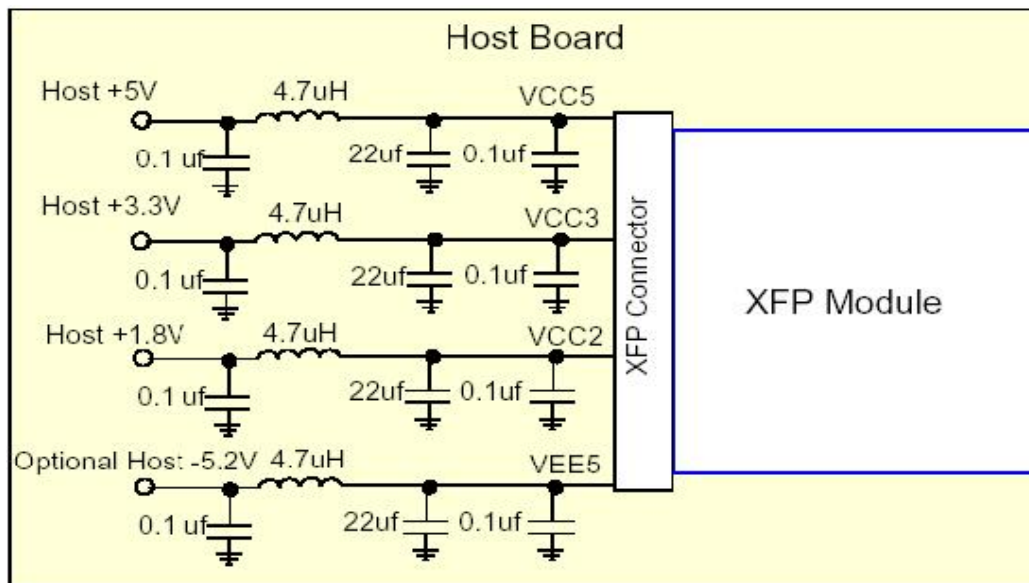 Host Board
Host +5V
4.7uH
VCC5
0.1 uf
22uf
0.1uf
Host +3.3V
4.7uH
VCC3
0.1 uf
22uf
0.1uf
Host +1.8V
4.7uH
VCC2
0.1 uf
22uf
0.1uf
Optional Host -5.2V
4.7uH
VEE5
0.1 uf
22uf
0.1uf
XFP Connector
XFP Module